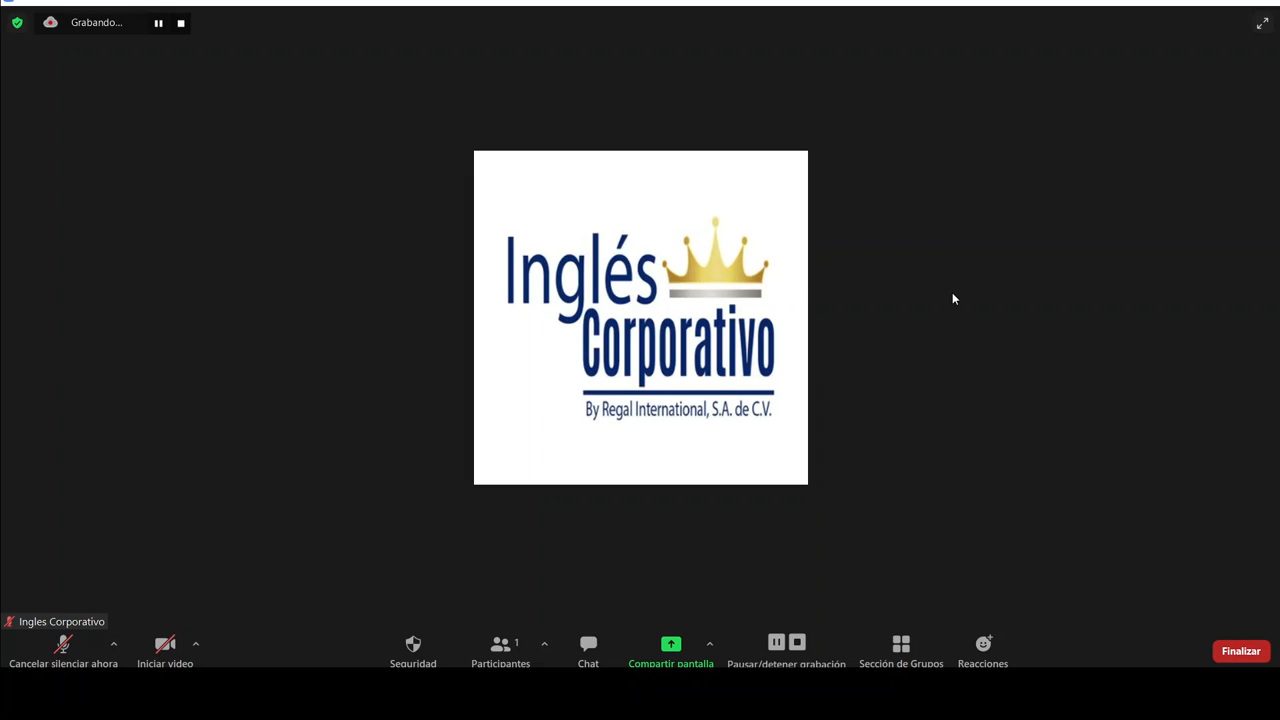 Grabando...
Inglés
Corporativo
By Regal International, S.A. de C.V.
Ingles Corporativo
1
Cancelar silenciar ahora
Iniciar video
Seguridad
Participantes
Chat
Compartir pantalla
Pausar/detener grabación
Sección de Grupos
Reacciones
Finalizar